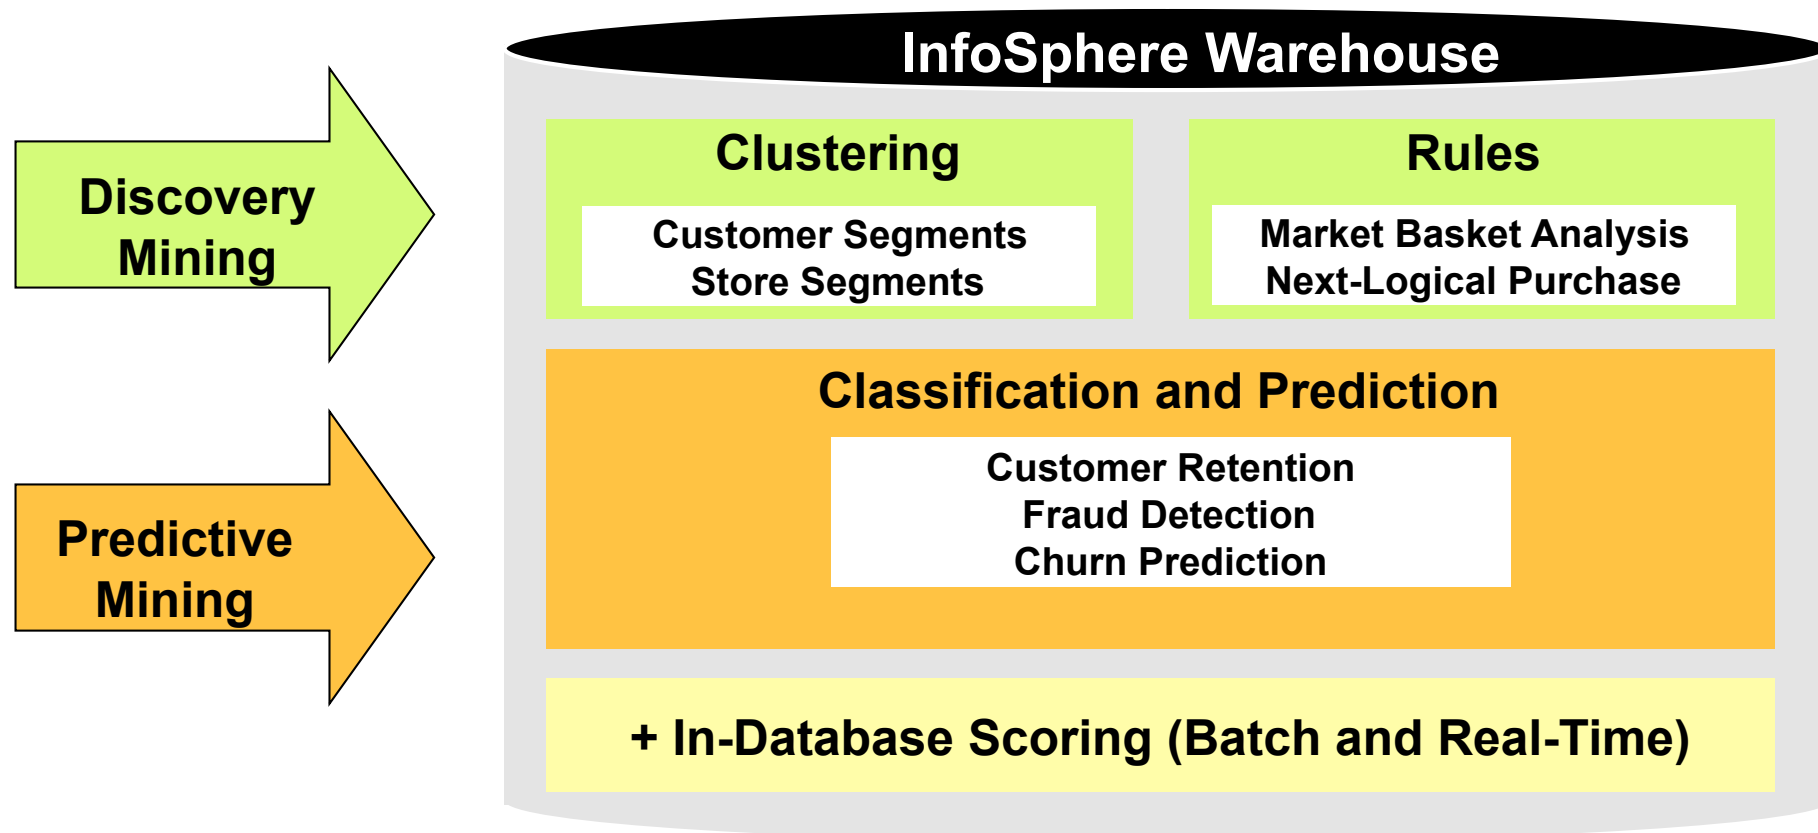 InfoSphere Warehouse
Discovery
Mining
Clustering
Customer Segments
Store Segments
Rules
Market Basket Analysis
Next-Logical Purchase
Predictive
Mining
Classification and Prediction
Customer Retention
Fraud Detection
Churn Prediction
+ In-Database Scoring (Batch and Real-Time)